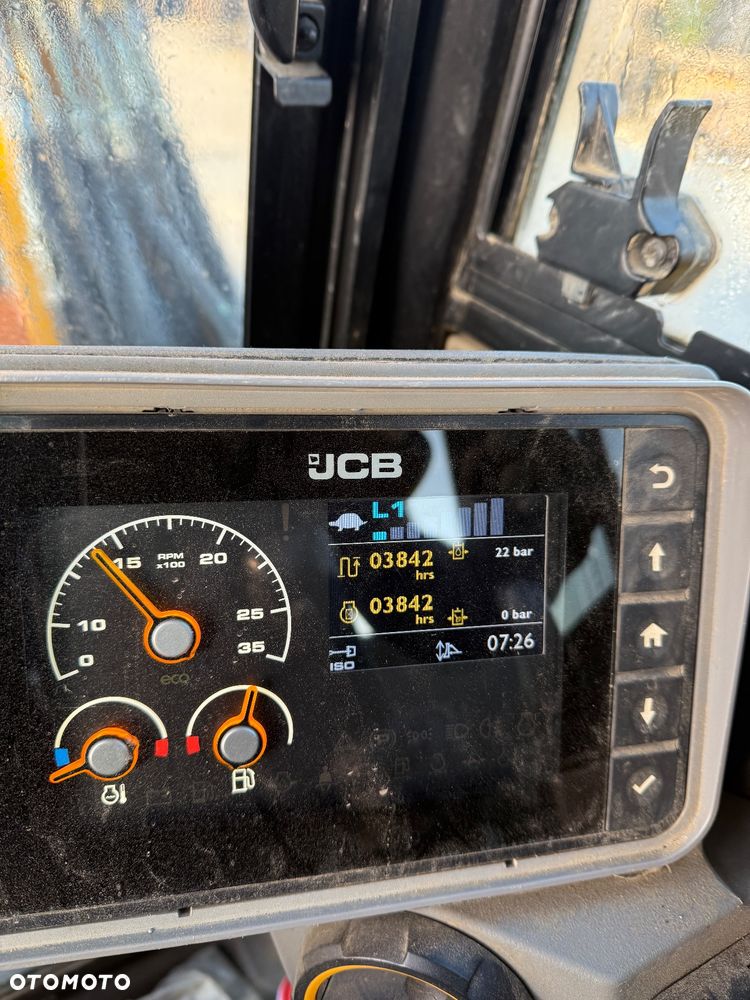 JCB
L1
03842 hrs
22 bar
03842 hrs
0 bar
ISO
07:26
0
10
15
20
25
35
RPM
x100
eco
OTOMOTO